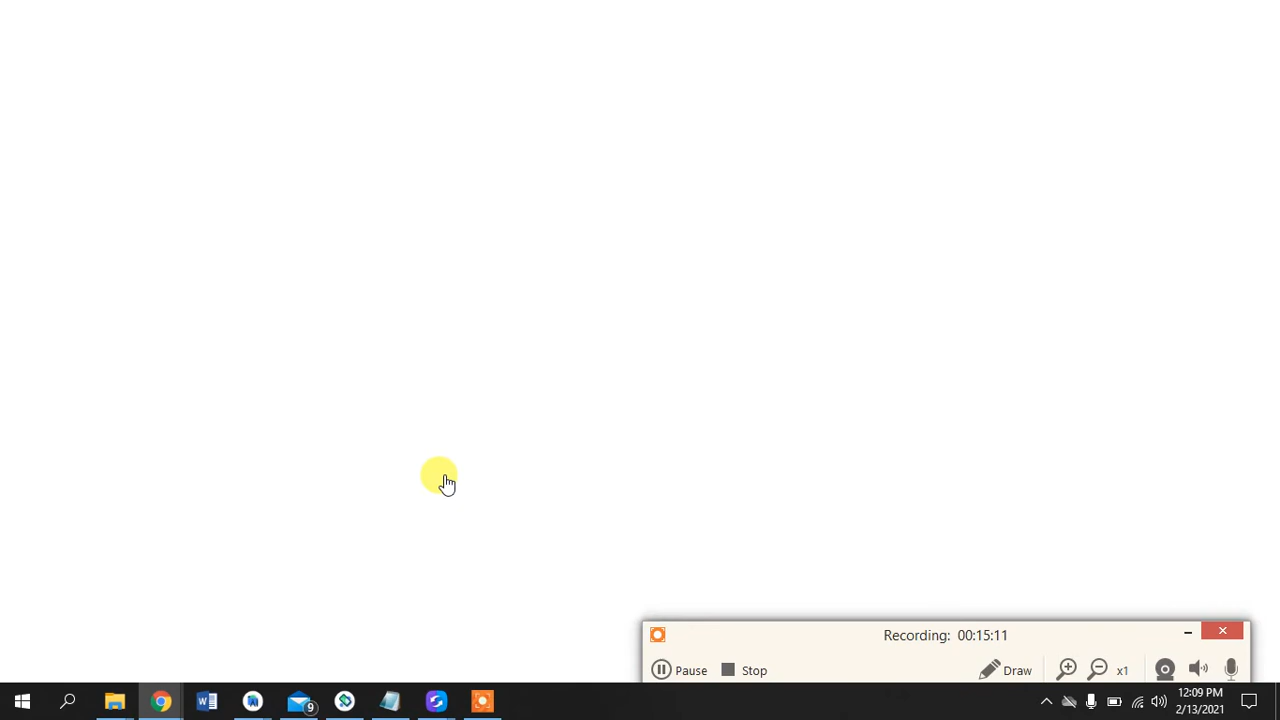 Recording: 00:15:11
Pause Stop Draw x1
9
12:09 PM
2/13/2021